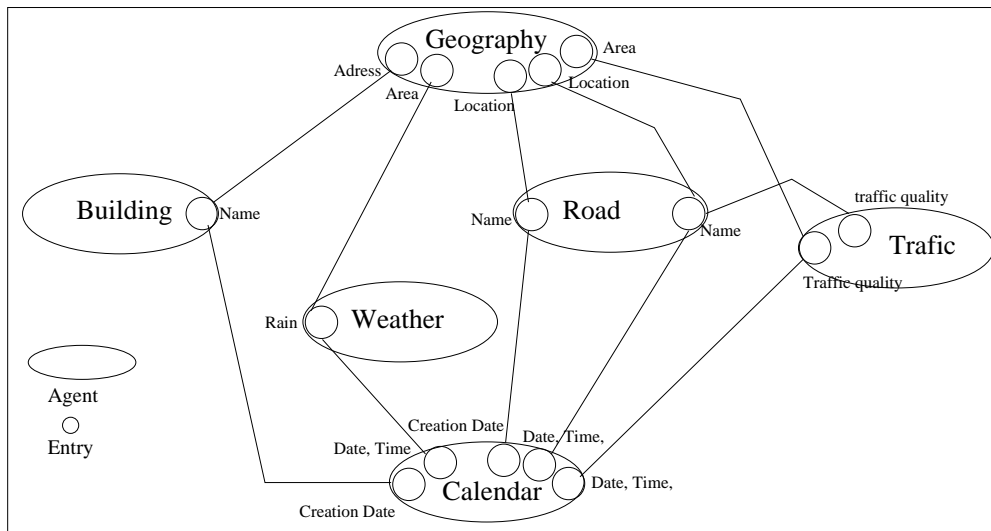 Geography
Area
Adress
Area
Location
Location
Building
Name
Name
Road
Name
traffic quality
Trafic
Traffic quality
Rain
Weather
Agent
Entry
Creation Date
Date, Time
Date, Time,
Calendar
Date, Time,
Creation Date